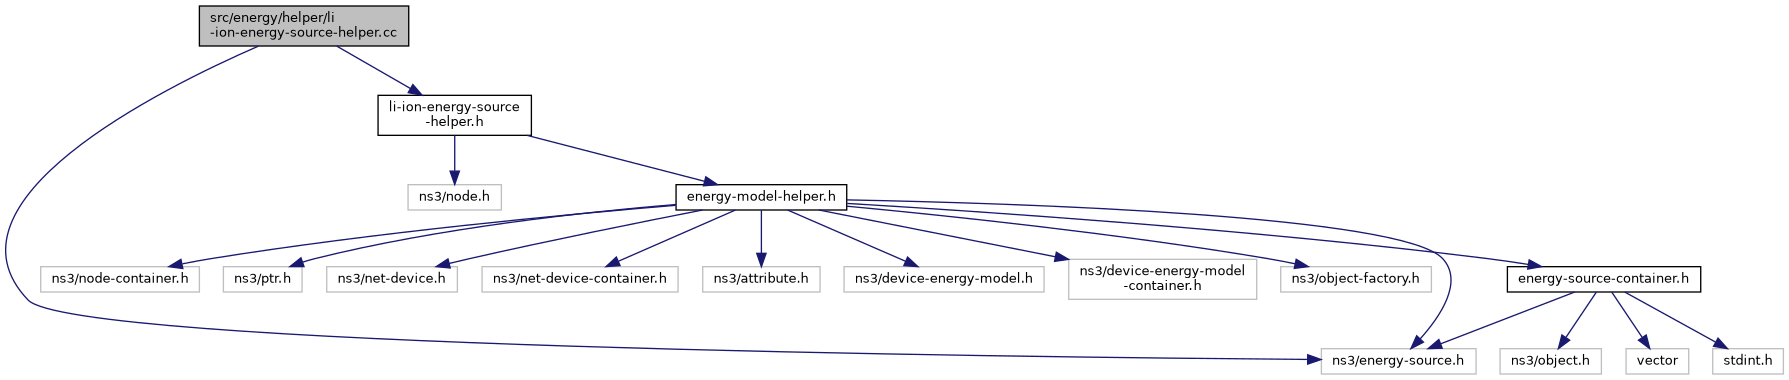 src/energy/helper/li
-ion-energy-source-helper.cc
li-ion-energy-source
-helper.h
ns3/node.h
energy-model-helper.h
ns3/node-container.h
ns3/ptr.h
ns3/net-device.h
ns3/net-device-container.h
ns3/attribute.h
ns3/device-energy-model.h
ns3/device-energy-model
-container.h
ns3/object-factory.h
energy-source-container.h
ns3/energy-source.h
ns3/object.h
vector
stdint.h